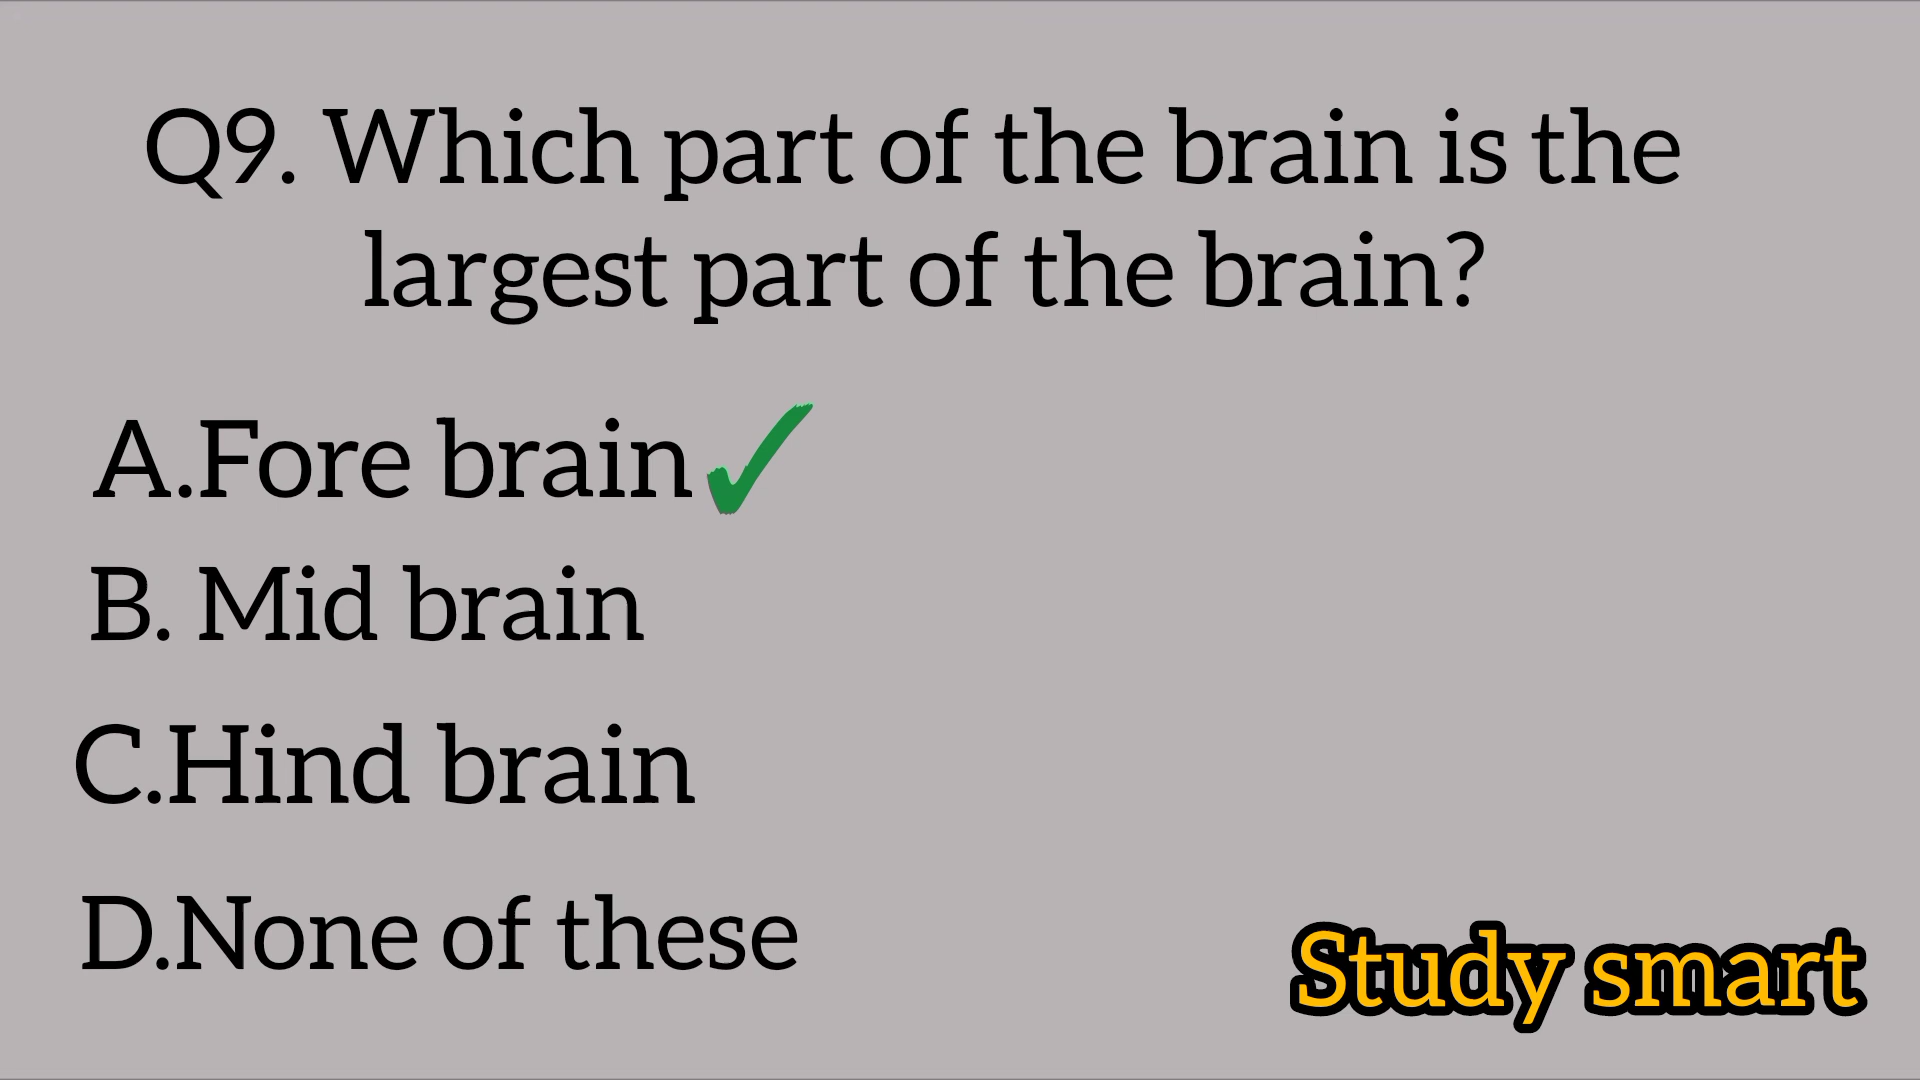 Q9. Which part of the brain is the
largest part of the brain?
A.Fore brain
B. Mid brain
C.Hind brain
D.None of these
Study smart